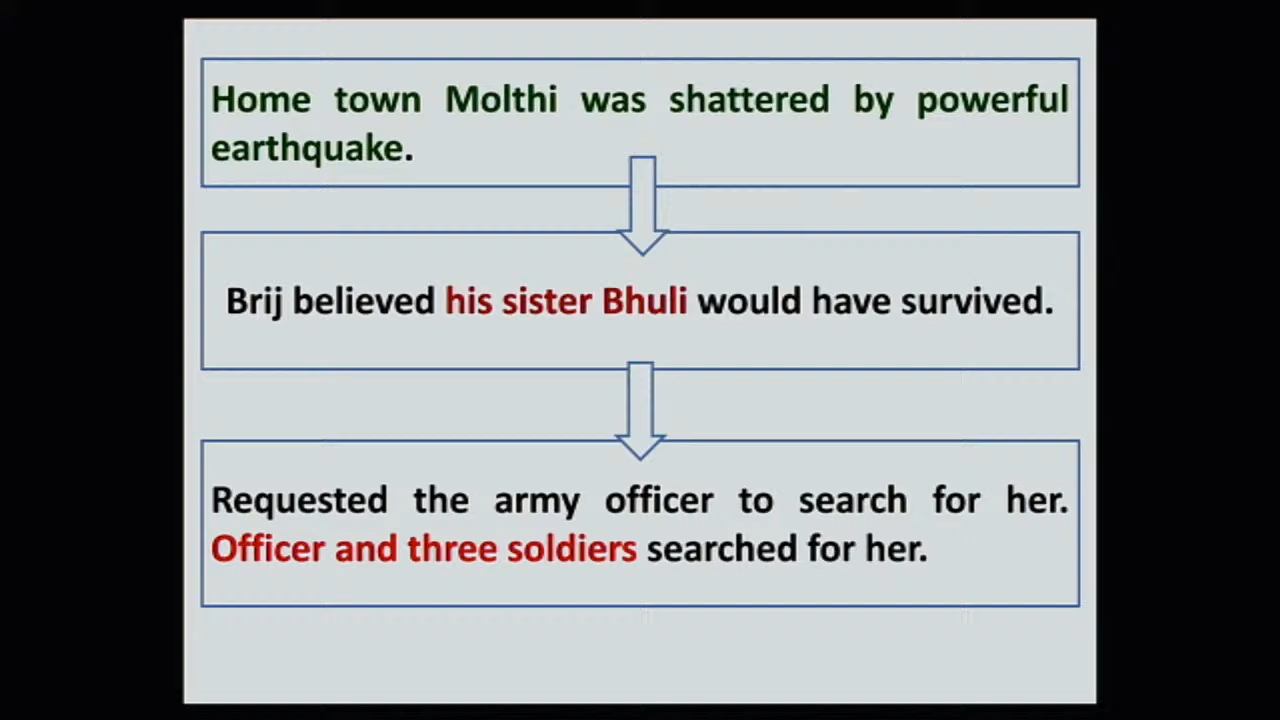 Home town Molthi was shattered by powerful
earthquake.
Brij believed his sister Bhuli would have survived.
Requested the army officer to search for her.
Officer and three soldiers searched for her.